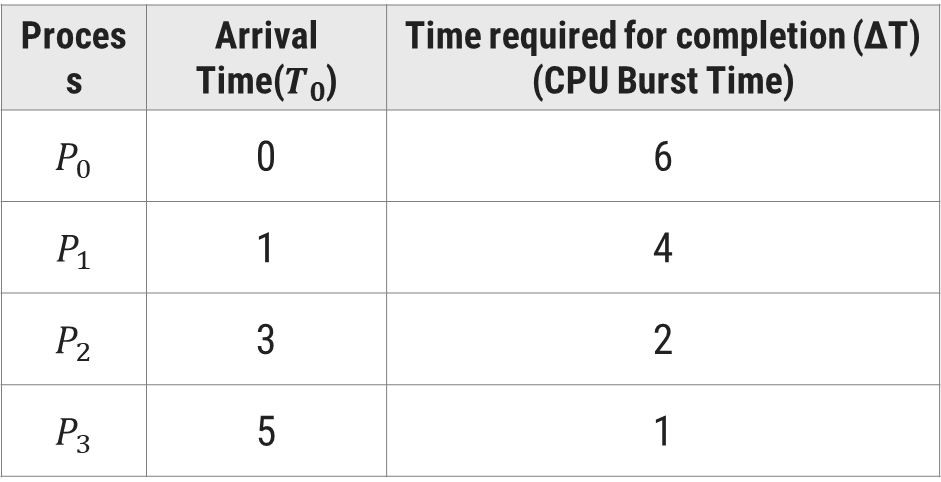 Proces
s
Arrival
Time(T₀)
Time required for completion (ΔT)
(CPU Burst Time)
P₀ 0 6
P₁ 1 4
P₂ 3 2
P₃ 5 1